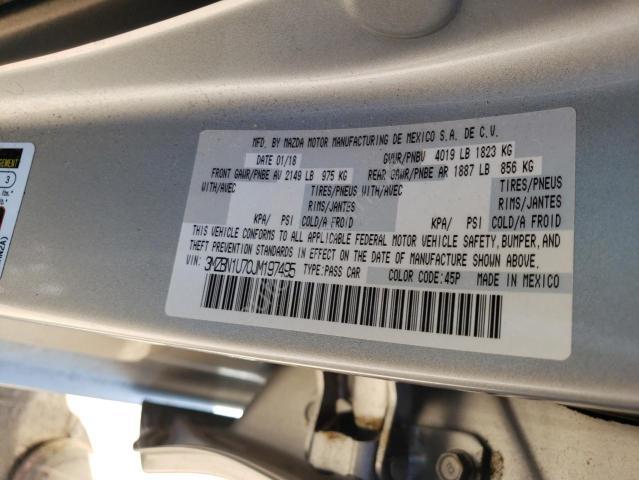 MFD. BY MAZDA MOTOR MANUFACTURING DE MEXICO S.A. DE C.V.
DATE 01/18 GVWR/PNBV 4019 LB 1823 KG
FRONT GAWR/PNBE AV 2149 LB 975 KG REAR GAWR/PNBE AR 1887 LB 856 KG
WITH/AVEC TIRES/PNEUS WITH/AVEC TIRES/PNEUS
RIMS/JANTES RIMS/JANTES
KPA/ PSI COLD/A FROID KPA/ PSI COLD/A FROID
THIS VEHICLE CONFORMS TO ALL APPLICABLE FEDERAL MOTOR VEHICLE SAFETY, BUMPER, AND
THEFT PREVENTION STANDARDS IN EFFECT ON THE DATE OF MANUFACTURE SHOWN ABOVE.
VIN: 3MZBN1U70JM197495 TYPE:PASS CAR COLOR CODE:45P MADE IN MEXICO
3
lbs.